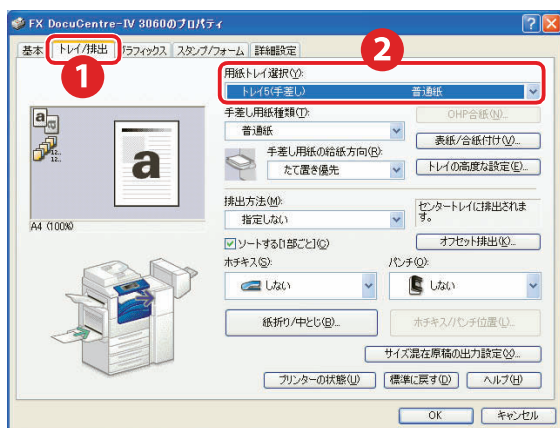 FX DocuCentre-IV 3060のプロパティ
基本 トレイ/排出 グラフィックス スタンプ/フォーム 詳細設定
1
2
用紙トレイ選択(Y):
トレイ5(手差し) 普通紙
手差し用紙種類(T):
普通紙
OHP合紙(N)...
手差し用紙の給紙方向(R):
たて置き優先
表紙/合紙付け(V)...
トレイの高度な設定(E)...
a
12..
12..
a
A4 (100%)
排出方法(M):
指定しない
センタートレイに排出されます。
ソートする[1部ごと](C)
オフセット排出(K)...
ホチキス(S):
しない
パンチ(O):
しない
紙折り/中とじ(B)...
ホチキス/パンチ位置(L)...
サイズ混在原稿の出力設定(X)...
プリンターの状態(U)
標準に戻す(D)
ヘルプ(H)
OK
キャンセル